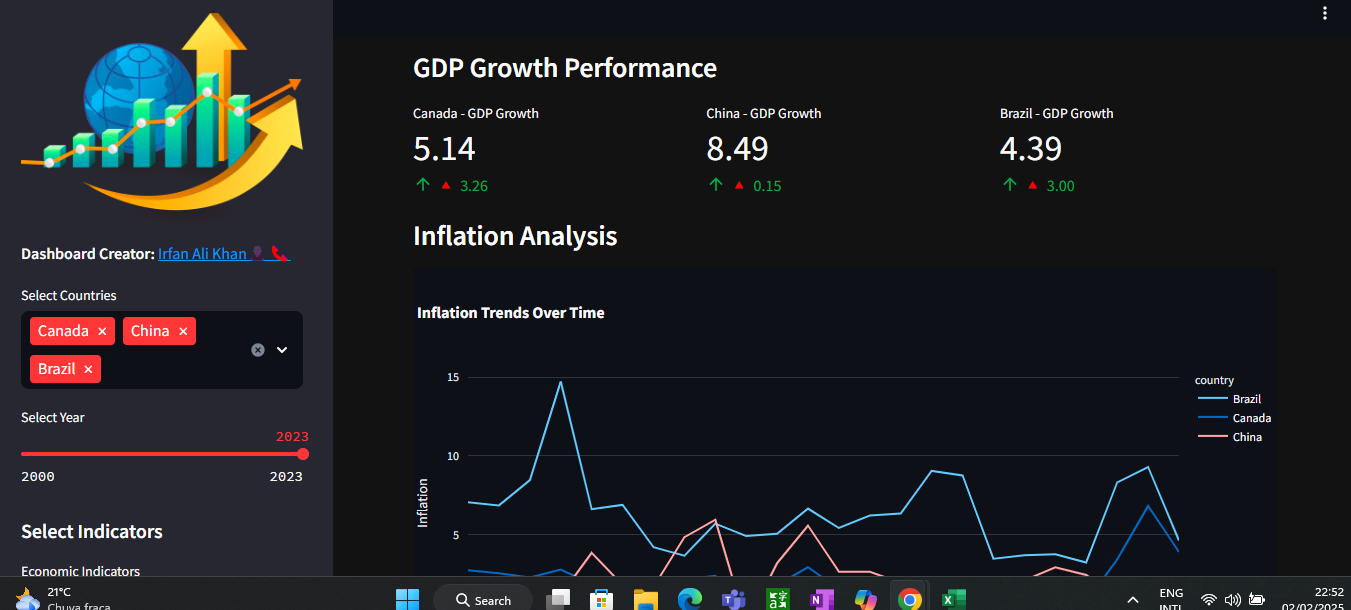 Dashboard Creator: Irfan Ali Khan
Select Countries
Canada ×
China ×
Brazil ×
Select Year
2023
2000
2023
Select Indicators
Economic Indicators
GDP Growth Performance
Canada - GDP Growth
5.14
3.26
China - GDP Growth
8.49
0.15
Brazil - GDP Growth
4.39
3.00
Inflation Analysis
Inflation Trends Over Time
15
10
5
Inflation
country
Brazil
Canada
China
21°C
Chuva fraca
Search
ENG
INTL
22:52
02/02/2025